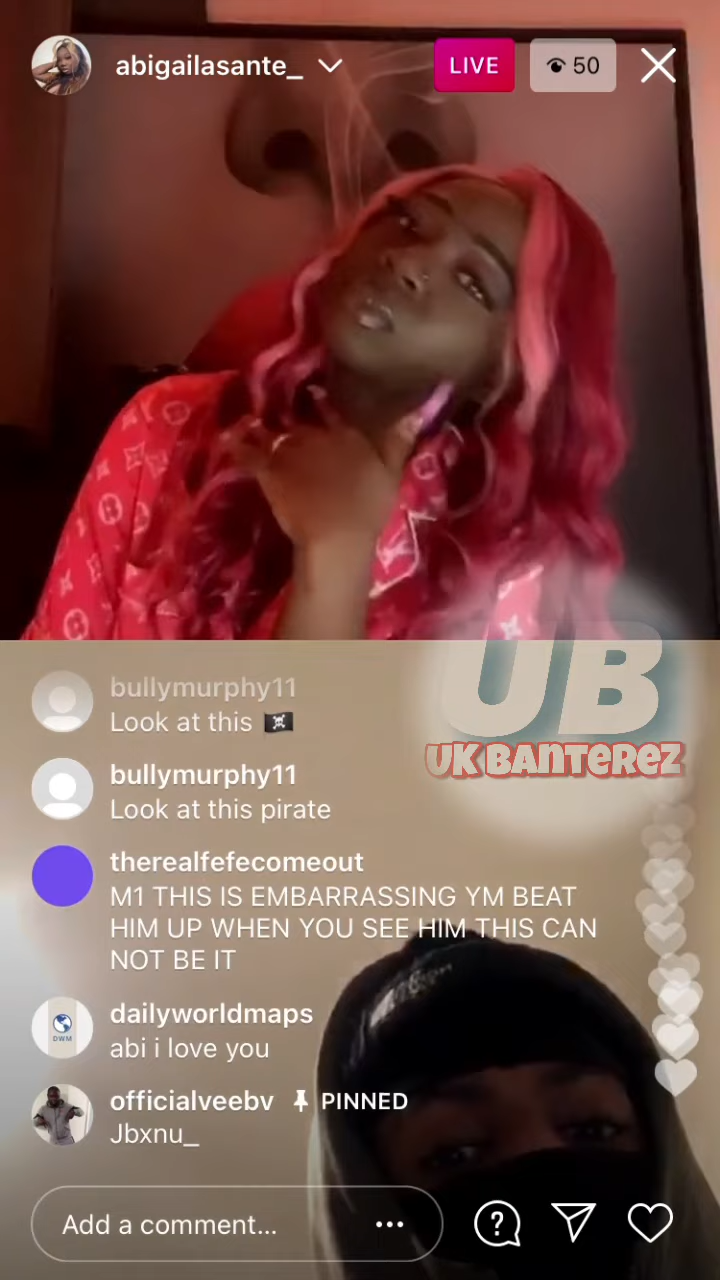 abigailasante_
LIVE
50
bullymurphy11
Look at this 🏴‍☠️
UB
UK BANTEREZ
bullymurphy11
Look at this pirate
therealfefecomeout
M1 THIS IS EMBARRASSING YM BEAT
HIM UP WHEN YOU SEE HIM THIS CAN
NOT BE IT
dailyworldmaps
DWM
abi i love you
officialveebv PINNED
Jbxnu_
Add a comment...